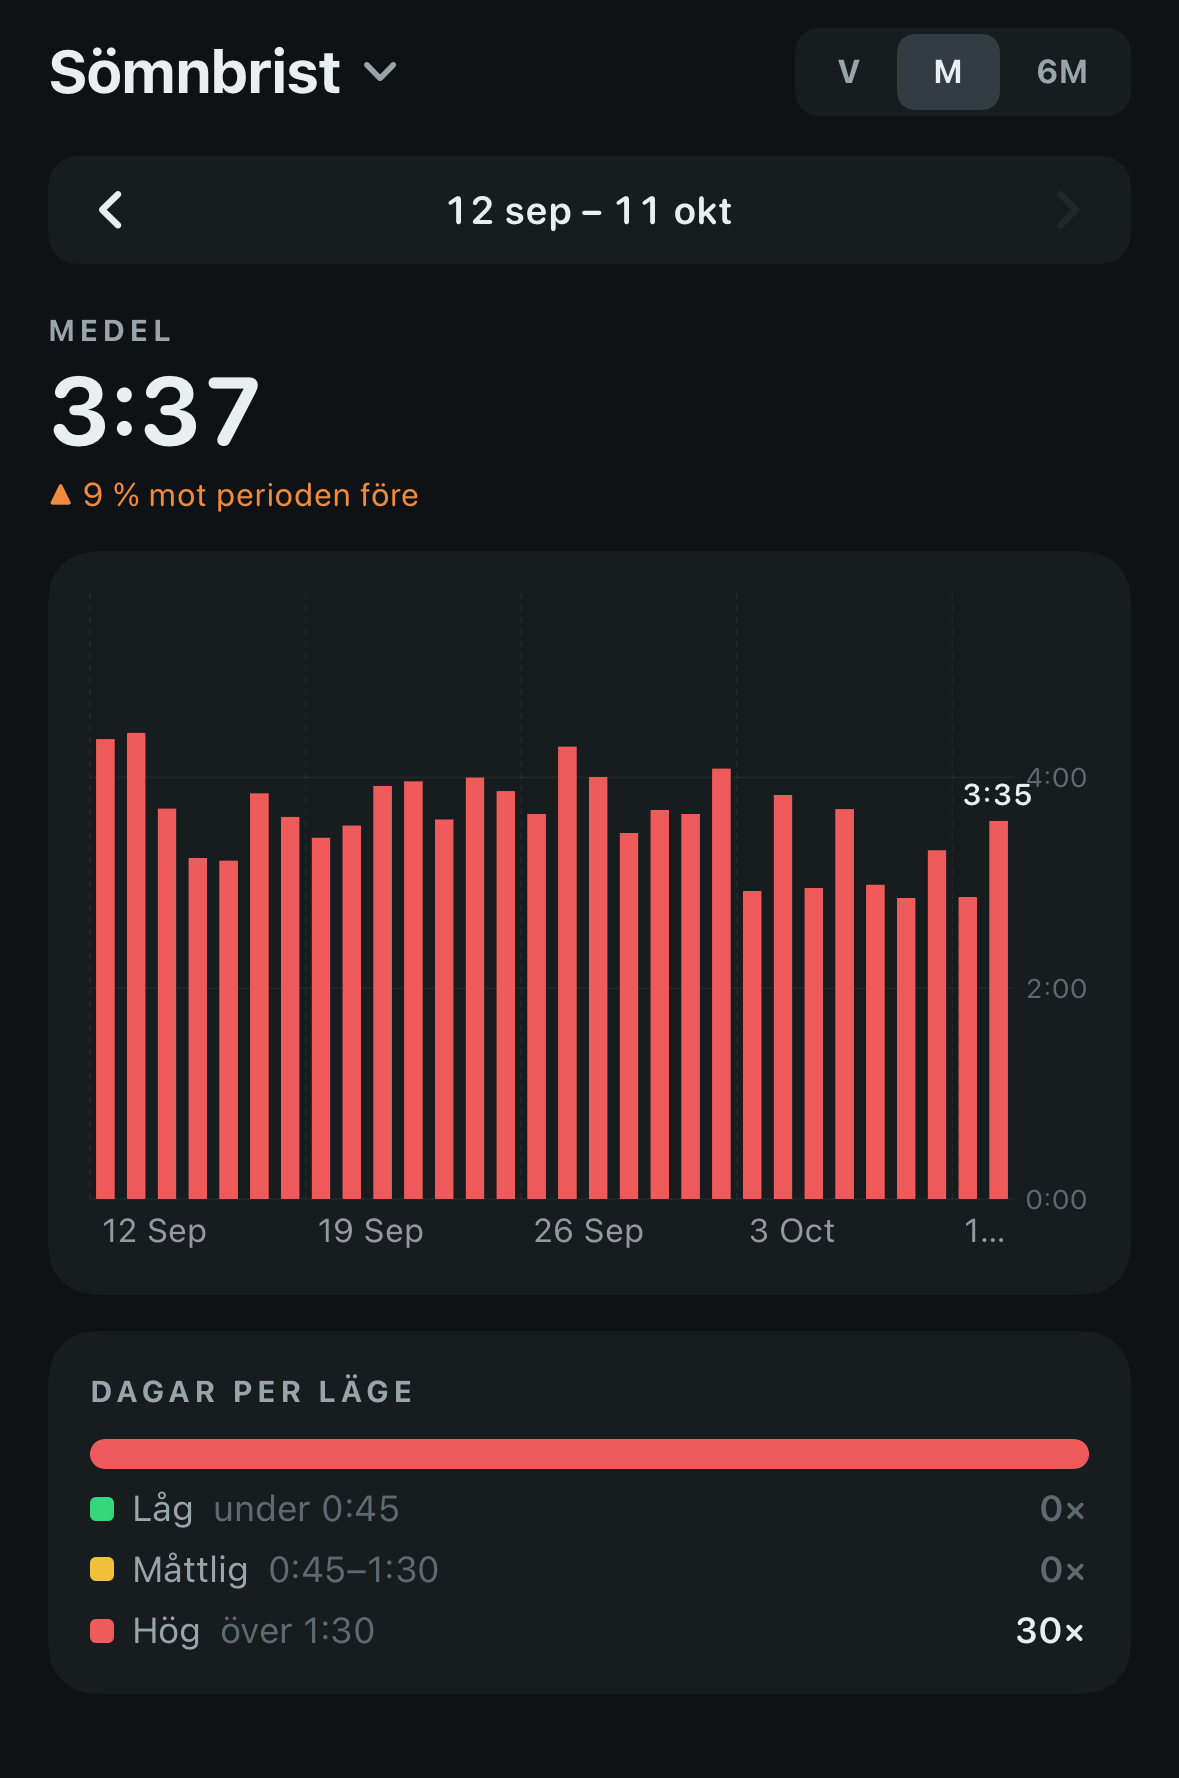 Sömnbrist
V M 6M
12 sep – 11 okt
MEDEL
3:37
▲ 9 % mot perioden före
4:00
3:35
2:00
0:00
12 Sep 19 Sep 26 Sep 3 Oct 1...
DAGAR PER LÄGE
Låg under 0:45 0×
Måttlig 0:45–1:30 0×
Hög över 1:30 30×